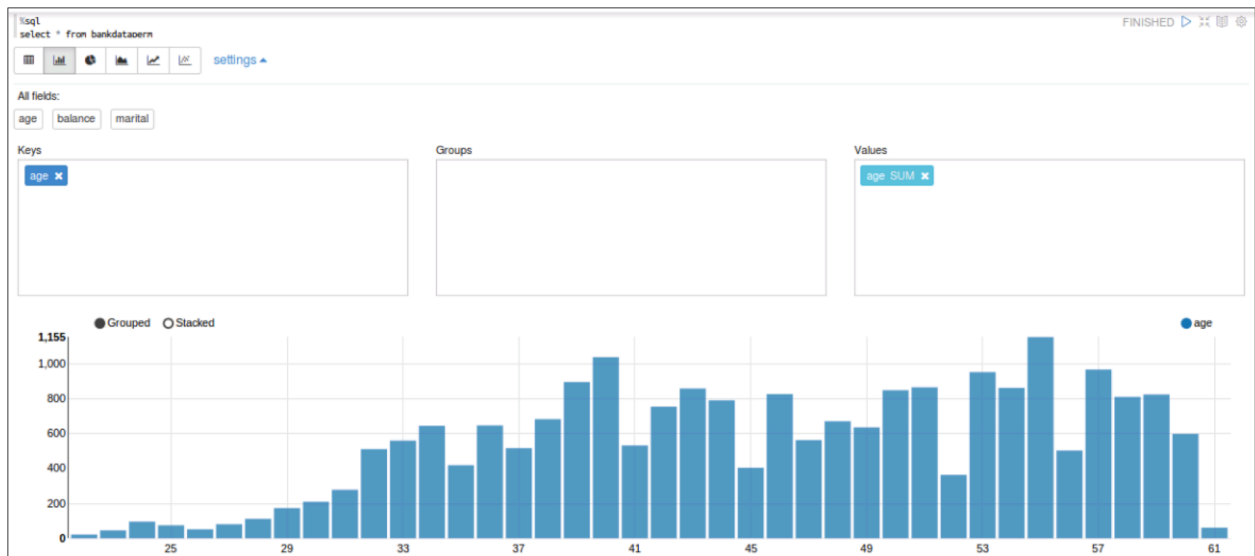 %sql
FINISHED
select * from bankdataperm
settings
All fields:
age balance marital
Keys Groups Values
age × age SUM ×
Grouped Stacked age
1,155
1,000
800
600
400
200
0
25 29 33 37 41 45 49 53 57 61